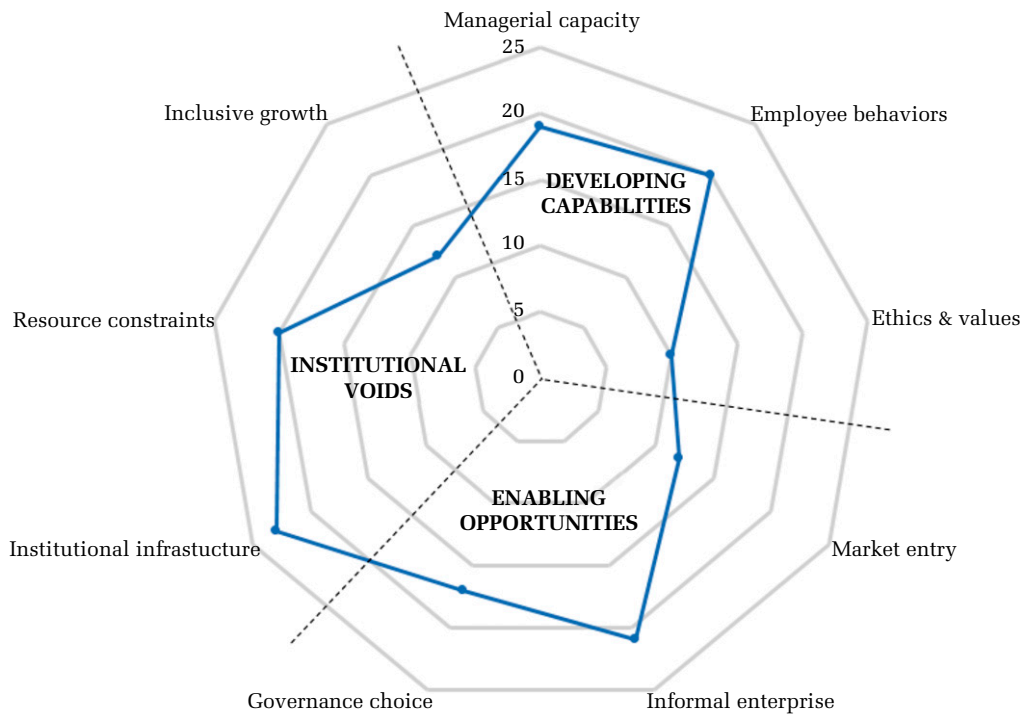 Managerial capacity
25
Inclusive growth
Employee behaviors
20
15
DEVELOPING
CAPABILITIES
10
5
Resource constraints
Ethics & values
INSTITUTIONAL
VOIDS
0
ENABLING
OPPORTUNITIES
Institutional infrastucture
Market entry
Governance choice
Informal enterprise